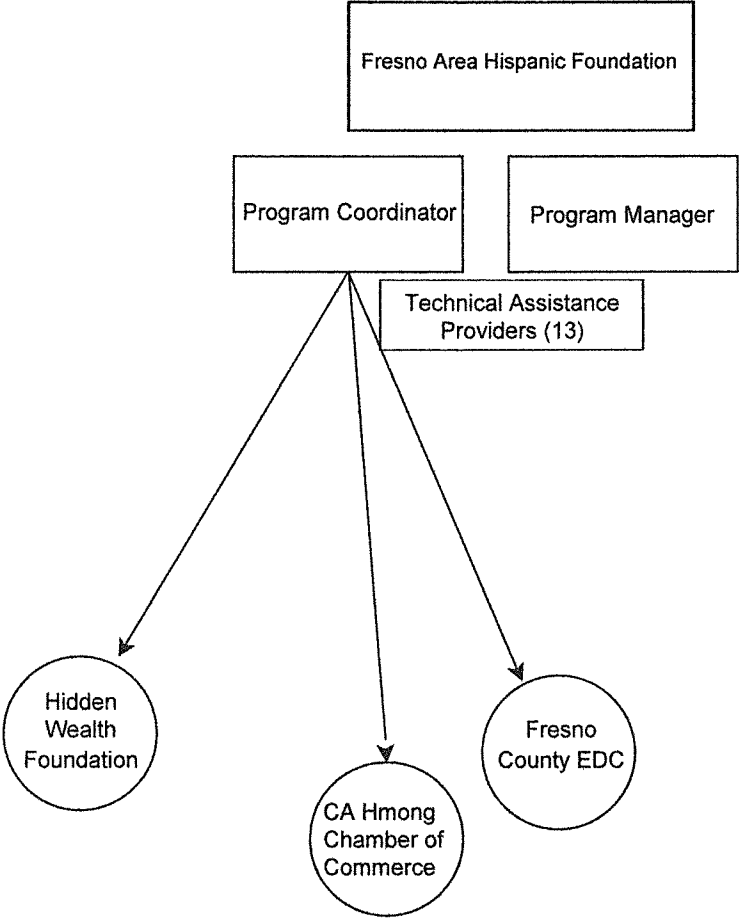 Fresno Area Hispanic Foundation
Program Coordinator
Program Manager
Technical Assistance
Providers (13)
Hidden
Wealth
Foundation
Fresno
County EDC
CA Hmong
Chamber of
Commerce